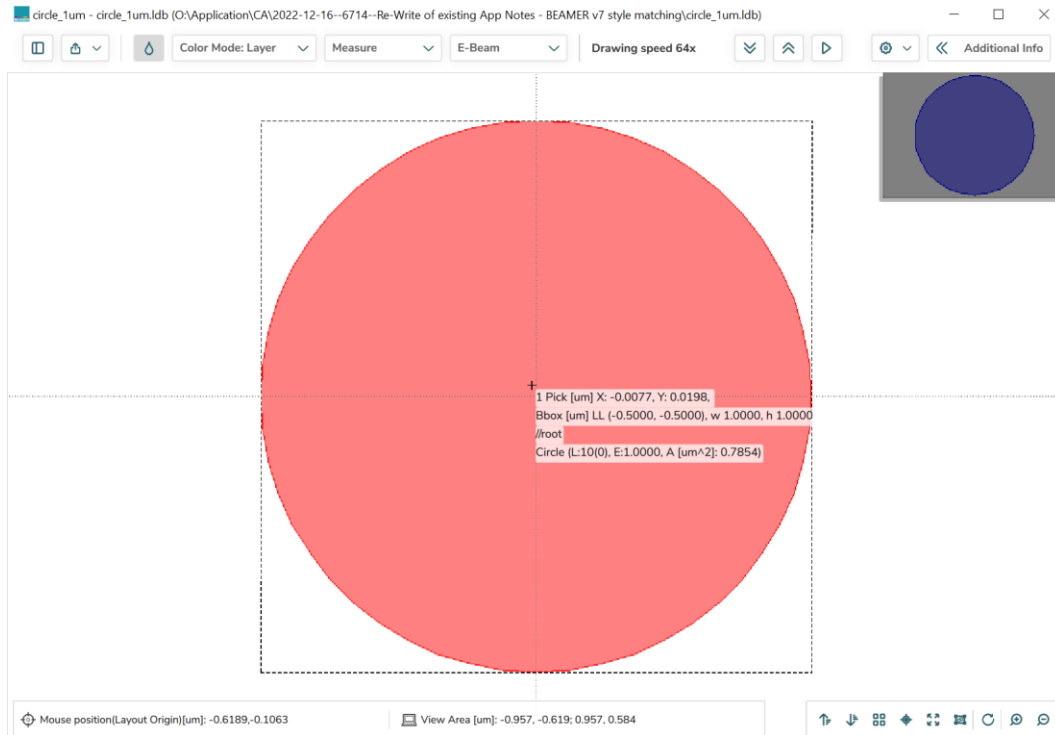 circle_1um - circle_1um.ldb (O:\Application\CA\2022-12-16--6714--Re-Write of existing App Notes - BEAMER v7 style matching\circle_1um.ldb)
Color Mode: Layer Measure E-Beam Drawing speed 64x Additional Info
1 Pick [um] X: -0.0077, Y: 0.0198,
Bbox [um] LL (-0.5000, -0.5000), w 1.0000, h 1.0000
//root
Circle (L:10(0), E:1.0000, A [um^2]: 0.7854)
Mouse position(Layout Origin)[um]: -0.6189,-0.1063 View Area [um]: -0.957, -0.619; 0.957, 0.584